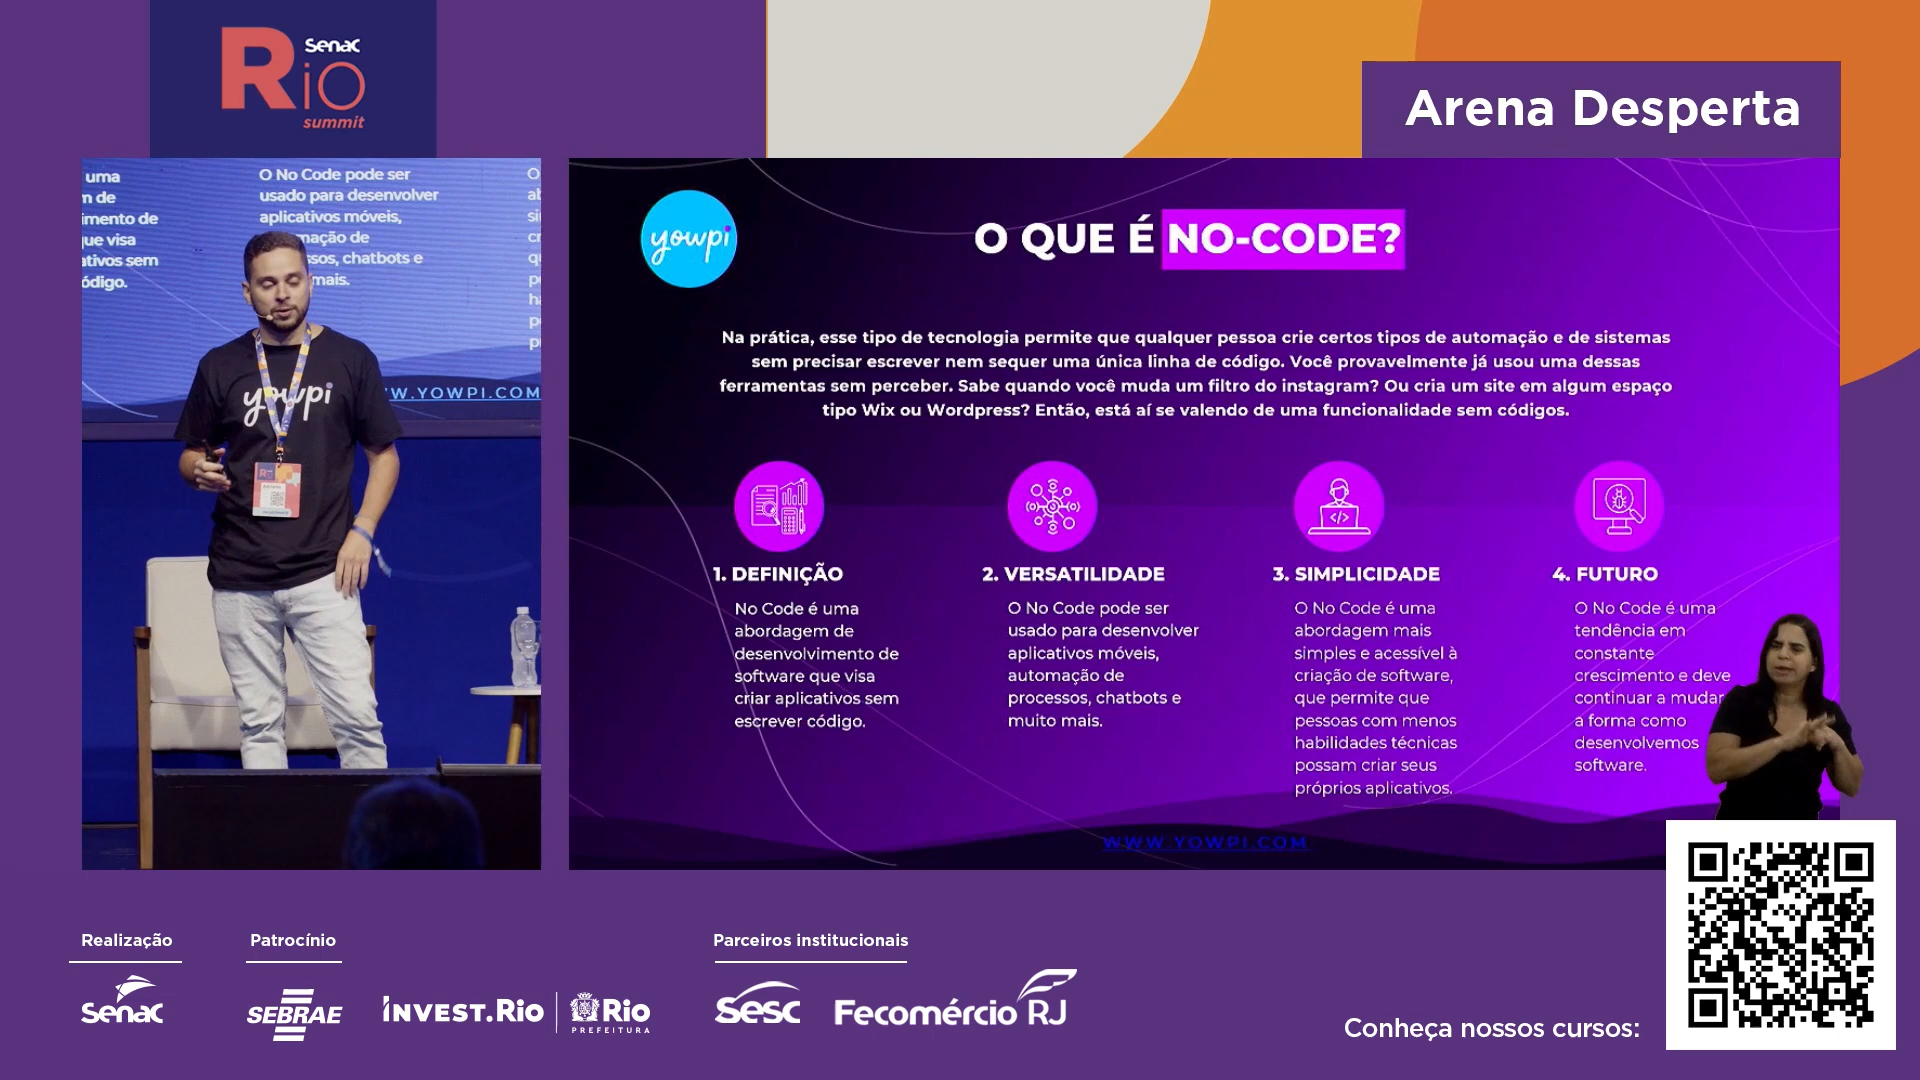 Senac
Rio
summit
Arena Desperta
uma
m de
imento de
ue visa
ativos sem
ódigo.
O No Code pode ser
usado para desenvolver
aplicativos móveis,
mação de
ssos, chatbots e
mais.
WW.YOWPI.COM
yowpi
yowpi
O QUE É NO-CODE?
Na prática, esse tipo de tecnologia permite que qualquer pessoa crie certos tipos de automação e de sistemas
sem precisar escrever nem sequer uma única linha de código. Você provavelmente já usou uma dessas
ferramentas sem perceber. Sabe quando você muda um filtro do instagram? Ou cria um site em algum espaço
tipo Wix ou Wordpress? Então, está aí se valendo de uma funcionalidade sem códigos.
1. DEFINIÇÃO
No Code é uma
abordagem de
desenvolvimento de
software que visa
criar aplicativos sem
escrever código.
2. VERSATILIDADE
O No Code pode ser
usado para desenvolver
aplicativos móveis,
automação de
processos, chatbots e
muito mais.
3. SIMPLICIDADE
O No Code é uma
abordagem mais
simples e acessível à
criação de software,
que permite que
pessoas com menos
habilidades técnicas
possam criar seus
próprios aplicativos.
4. FUTURO
O No Code é uma
tendência em
constante
crescimento e deve
continuar a mudar
a forma como
desenvolvemos
software.
WWW.YOWPI.COM
Realização
Senac
Patrocínio
SEBRAE
INVEST.Rio
Rio
PREFEITURA
Parceiros institucionais
Sesc
Fecomércio RJ
Conheça nossos cursos: